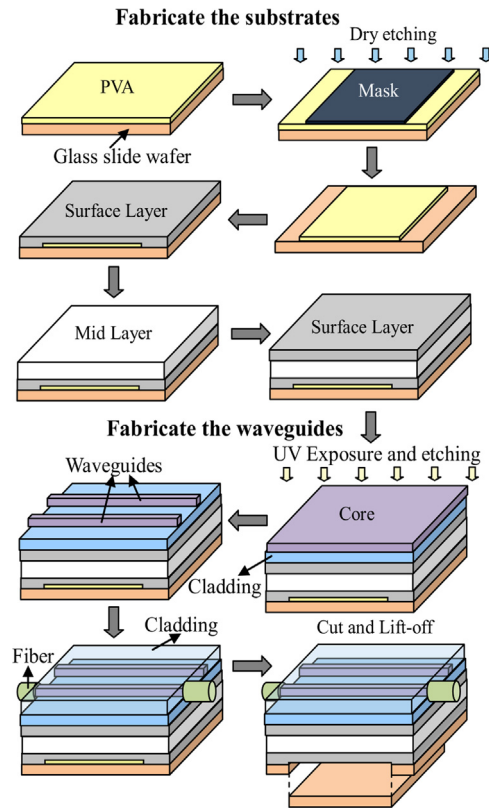 Fabricate the substrates
Dry etching
PVA
Mask
Glass slide wafer
Surface Layer
Mid Layer
Surface Layer
Fabricate the waveguides
UV Exposure and etching
Waveguides
Core
Cladding
Cladding
Cut and Lift-off
Fiber